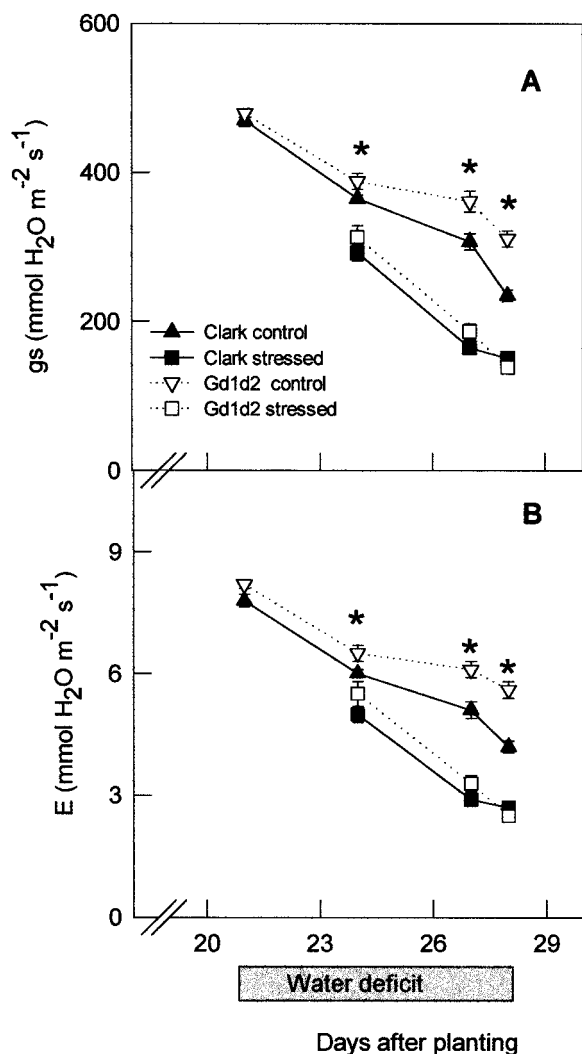 600
A
400
200
0
gs (mmol H₂O m⁻² s⁻¹)
* * *
Clark control
Clark stressed
Gd1d2 control
Gd1d2 stressed
B
9
6
3
0
E (mmol H₂O m⁻² s⁻¹)
* * *
20 23 26 29
Water deficit
Days after planting